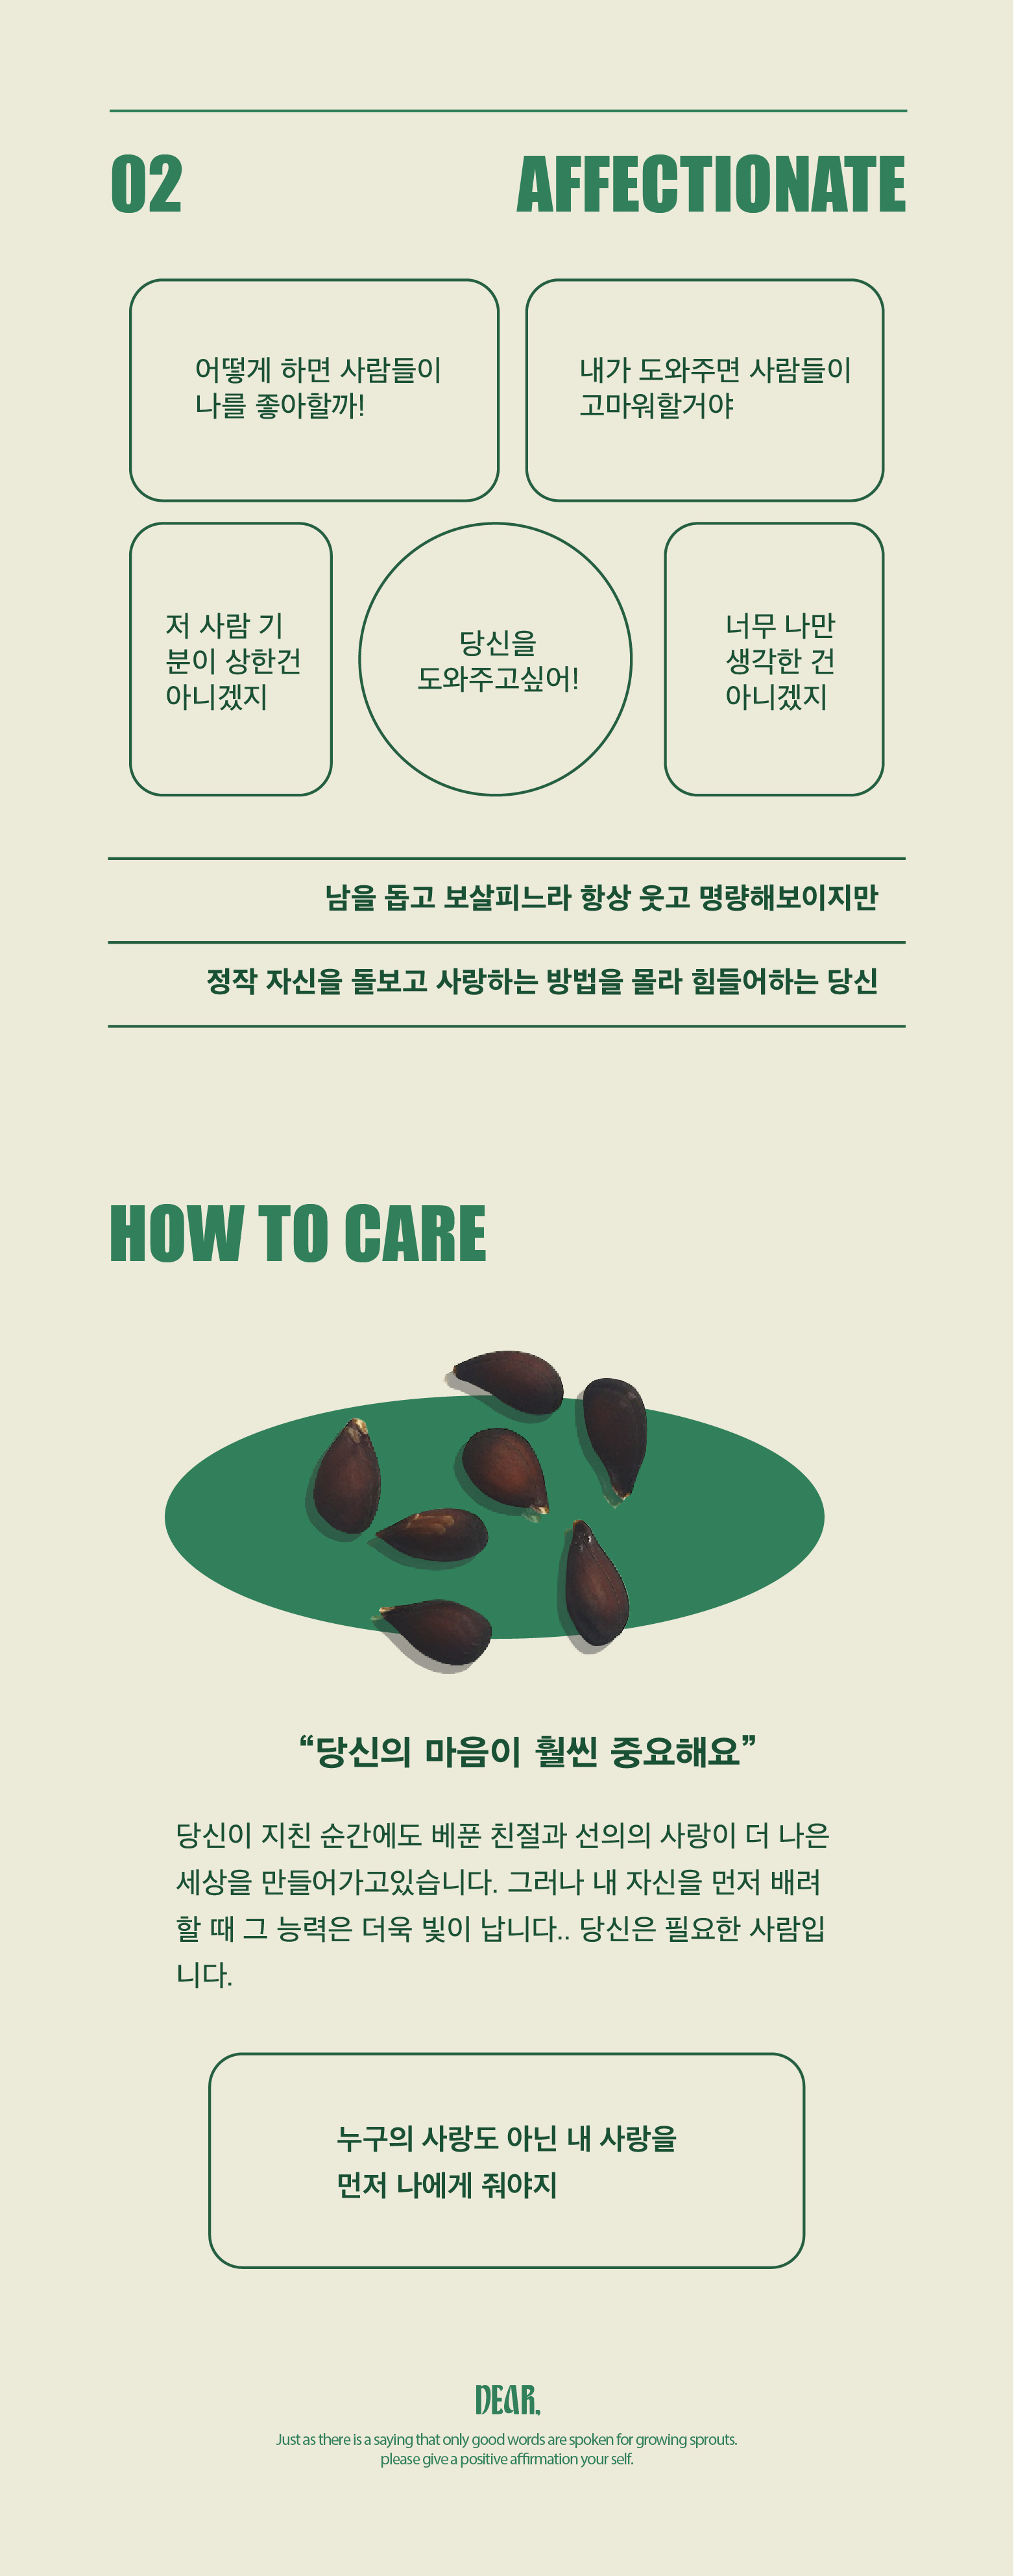 02
AFFECTIONATE
어떻게 하면 사람들이
나를 좋아할까!
내가 도와주면 사람들이
고마워할거야
저 사람 기
분이 상한건
아니겠지
당신을
도와주고싶어!
너무 나만
생각한 건
아니겠지
남을 돕고 보살피느라 항상 웃고 명량해보이지만
정작 자신을 돌보고 사랑하는 방법을 몰라 힘들어하는 당신
HOW TO CARE
“당신의 마음이 훨씬 중요해요”
당신이 지친 순간에도 베푼 친절과 선의의 사랑이 더 나은
세상을 만들어가고있습니다. 그러나 내 자신을 먼저 배려
할 때 그 능력은 더욱 빛이 납니다.. 당신은 필요한 사람입
니다.
누구의 사랑도 아닌 내 사랑을
먼저 나에게 줘야지
DEAR,
Just as there is a saying that only good words are spoken for growing sprouts.
please give a positive affirmation your self.